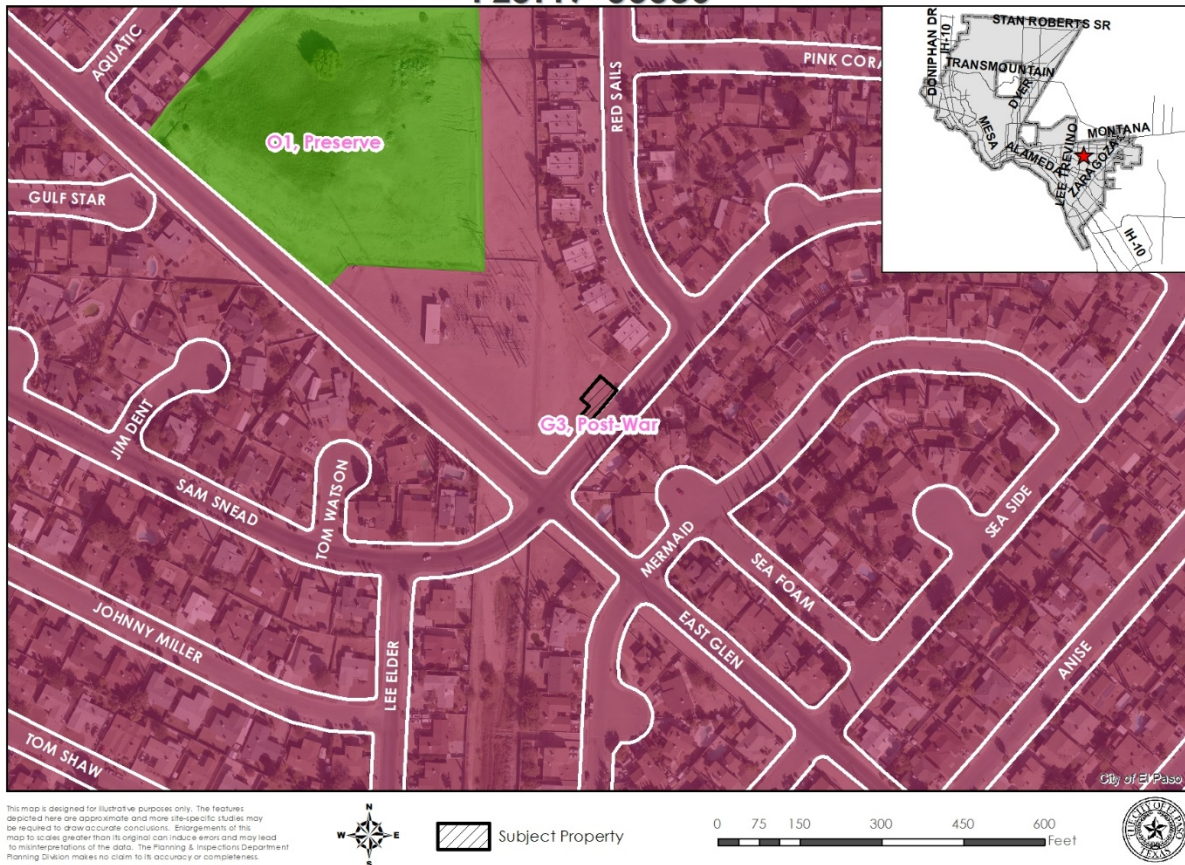 AQUATIC
RED SAILS
PINK CORA
O1, Preserve
GULF STAR
STAN ROBERTS SR
DONIPHAN DR
IH-10
TRANSMOUNTAIN
DYER
MESA
MONTANA
ALAMEDA
LEE TREVINO
ZARAGOZA
IH-10
JIM DENT
G3, Post-War
SAM SNEAD
TOM WATSON
MERMAID
SEA SIDE
SEA FOAM
JOHNNY MILLER
LEE ELDER
EAST GLEN
ANISE
TOM SHAW
City of El Paso
This map is designed for illustrative purposes only. The features
depicted here are approximate and more site-specific studies may
be required to draw accurate conclusions. Enlargements of this
map to scales greater than its original can induce errors and may lead
to misinterpretations of the data. The Planning & Inspections Department
Planning Division makes no claim to its accuracy or completeness.
N
W E
S
Subject Property
0 75 150 300 450 600
Feet